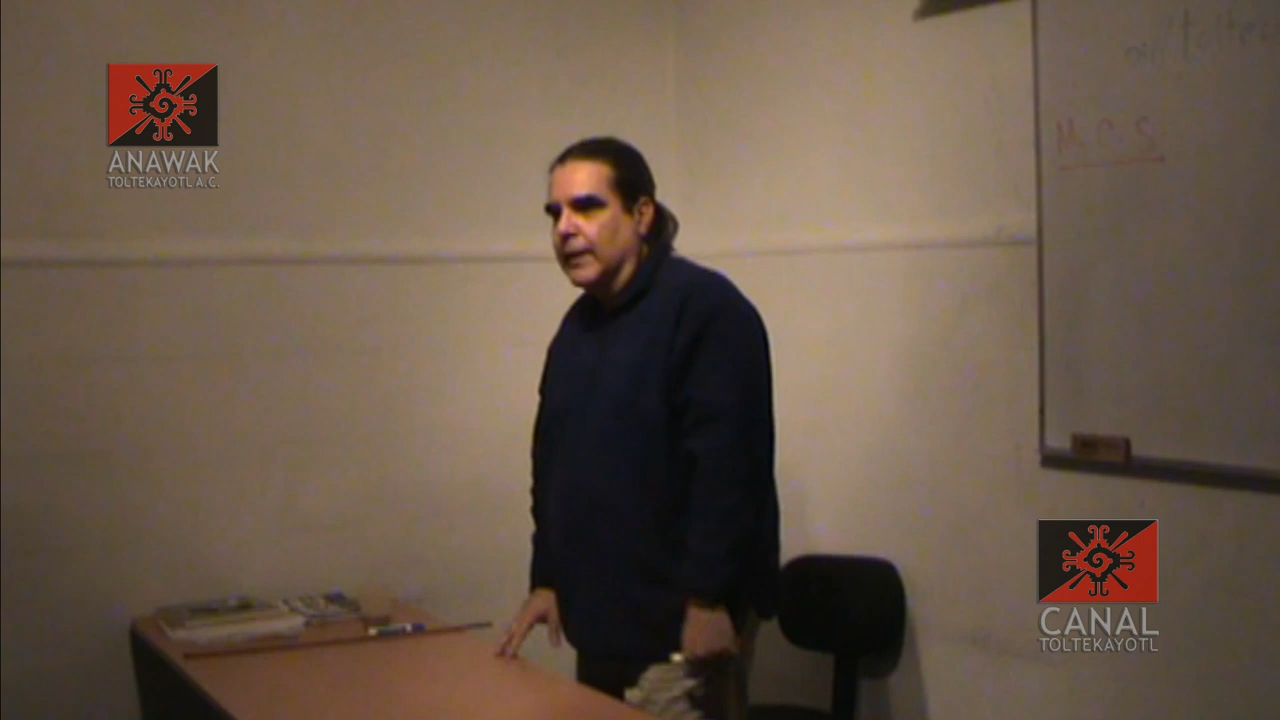 ANAWAK
TOLTEKAYOTL A.C.
M.C.S.
CANAL
TOLTEKAYOTL